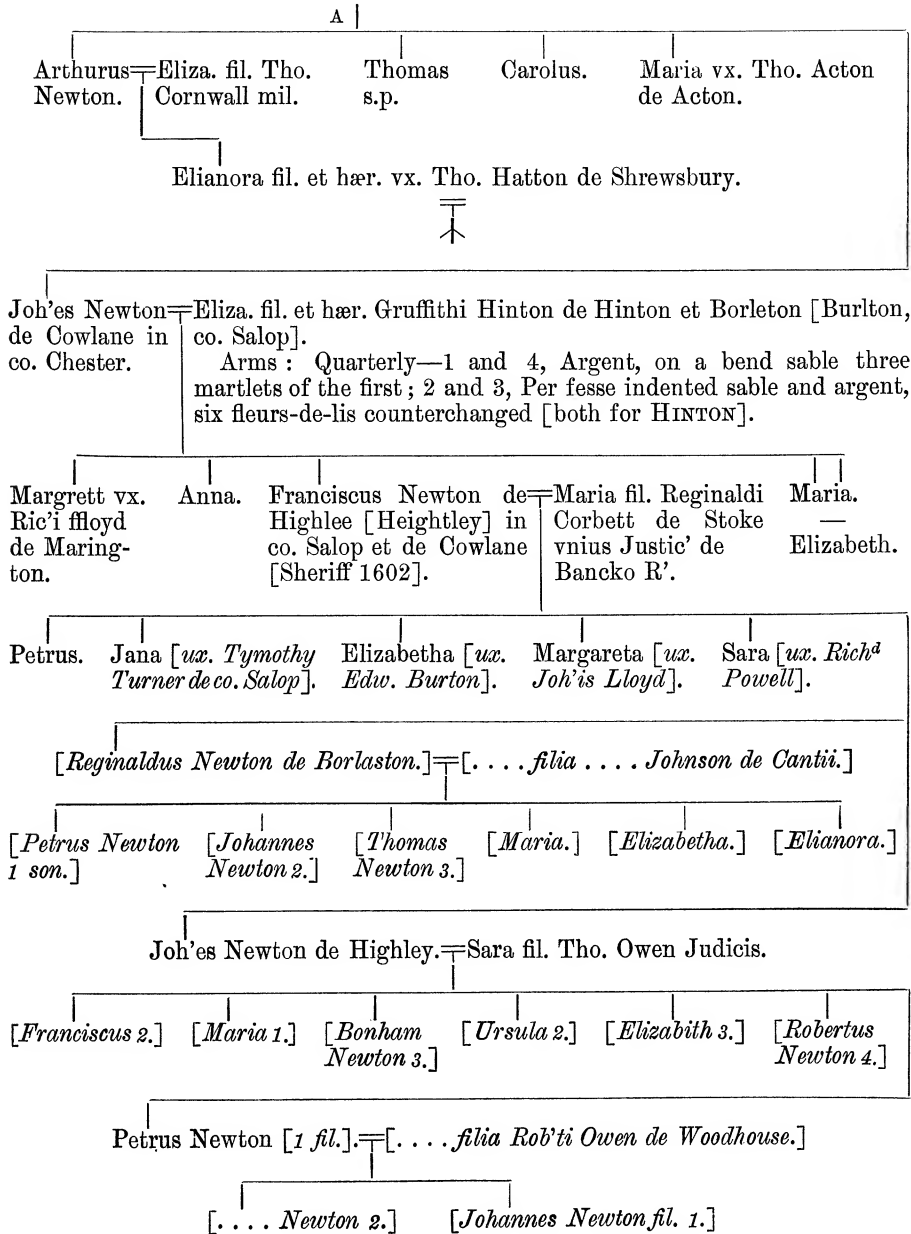 A
Arthurus Eliza. fil. Tho. Thomas Carolus. Maria vx. Tho. Acton
Newton. Cornwall mil. s.p. de Acton.
Elianora fil. et hær. vx. Tho. Hatton de Shrewsbury.
Joh'es Newton Eliza. fil. et hær. Gruffithi Hinton de Hinton et Borleton [Burlton,
de Cowlane in co. Salop].
co. Chester. Arms : Quarterly—1 and 4, Argent, on a bend sable three
martlets of the first ; 2 and 3, Per fesse indented sable and argent,
six fleurs-de-lis counterchanged [both for HINTON].
Margrett vx. Anna. Franciscus Newton de Maria fil. Reginaldi Maria.
Ric'i ffloyd Highlee [Heightley] in Corbett de Stoke —
de Maring- co. Salop et de Cowlane vnius Justic' de Elizabeth.
ton. [Sheriff 1602]. Bancko R'.
Petrus. Jana [ux. Tymothy Elizabetha [ux. Margareta [ux. Sara [ux. Richd
Turner de co. Salop]. Edw. Burton]. Joh'is Lloyd]. Powell].
[Reginaldus Newton de Borlaston.] [. . . . filia . . . . Johnson de Cantii.]
[Petrus Newton [Johannes [Thomas [Maria.] [Elizabetha.] [Elianora.]
1 son.] Newton 2.] Newton 3.]
Joh'es Newton de Highley. Sara fil. Tho. Owen Judicis.
[Franciscus 2.] [Maria 1.] [Bonham [Ursula 2.] [Elizabith 3.] [Robertus
Newton 3.] Newton 4.]
Petrus Newton [1 fil.]. [. . . . filia Rob'ti Owen de Woodhouse.]
[. . . . Newton 2.] [Johannes Newton fil. 1.]